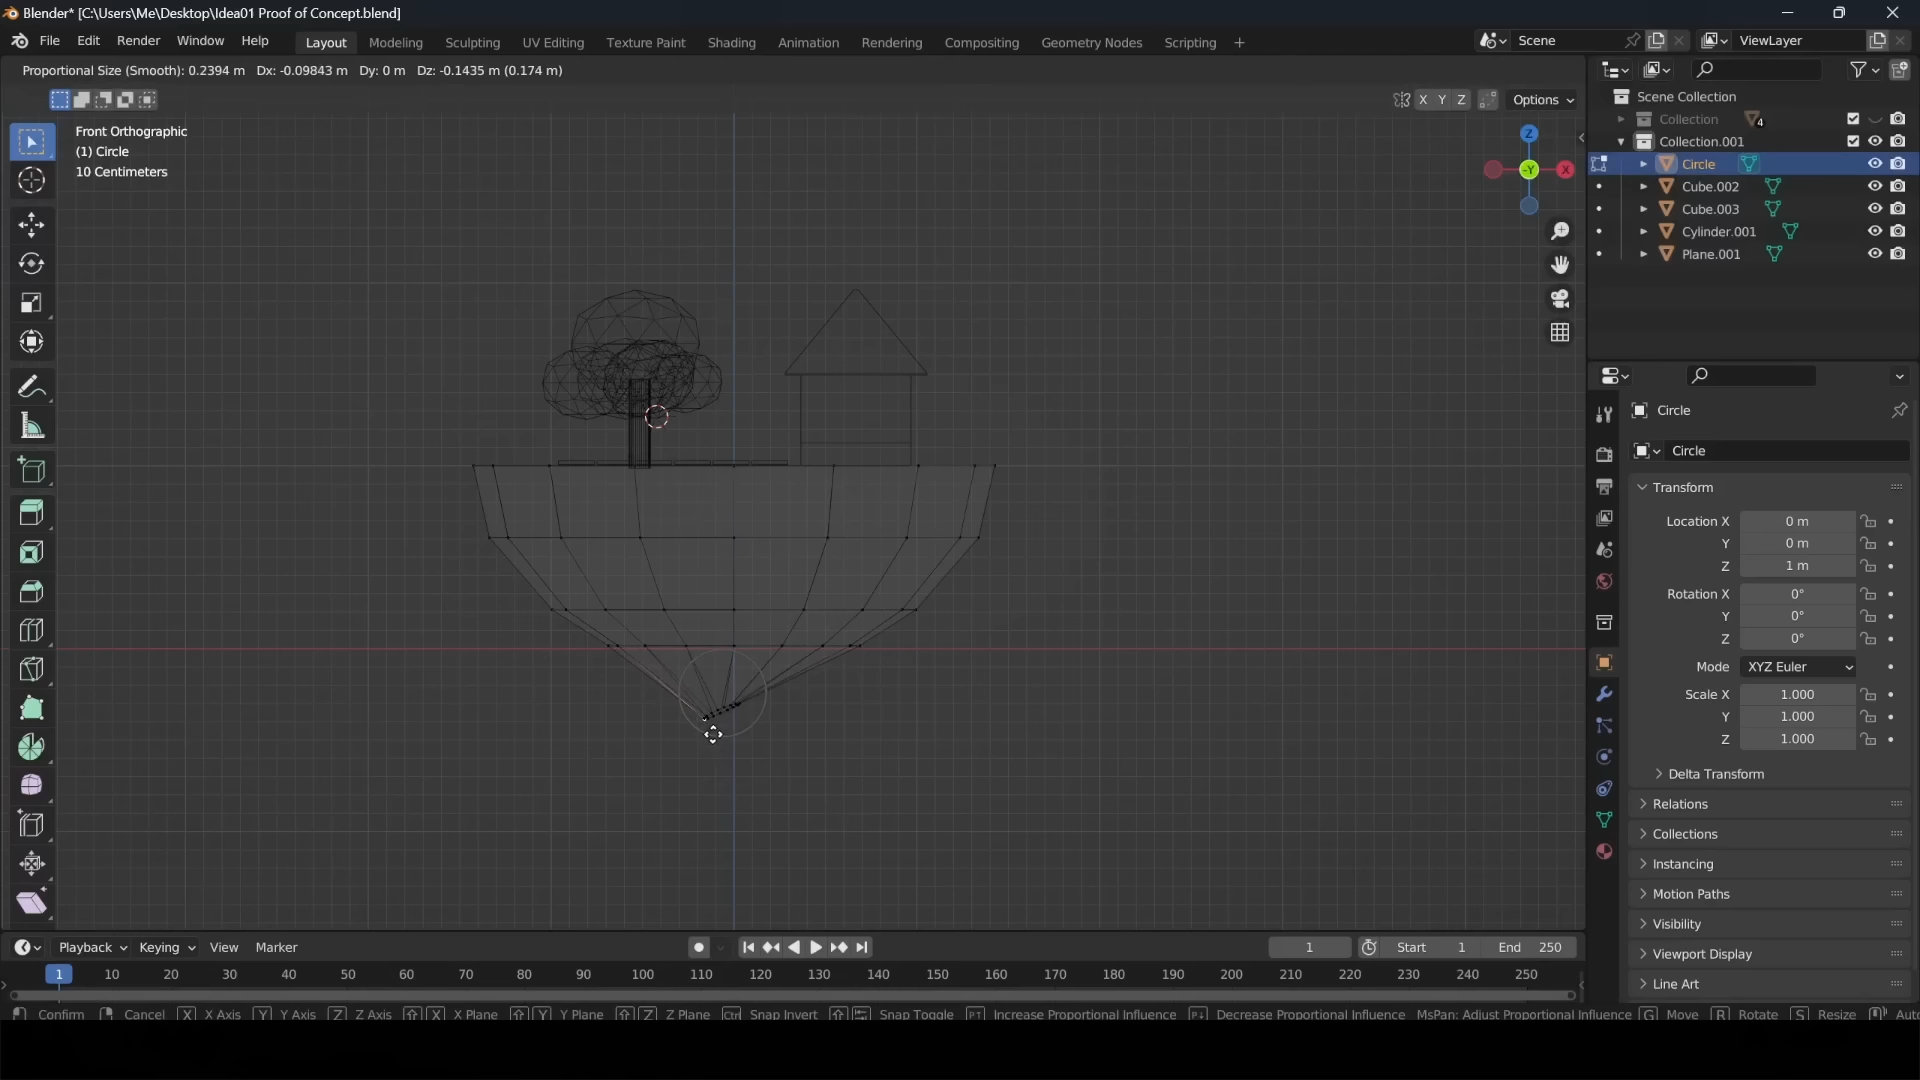 Blender* [C:\Users\Me\Desktop\Idea01 Proof of Concept.blend]
File Edit Render Window Help Layout Modeling Sculpting UV Editing Texture Paint Shading Animation Rendering Compositing Geometry Nodes Scripting Scene ViewLayer
Proportional Size (Smooth): 0.2394 m Dx: -0.09843 m Dy: 0 m Dz: -0.1435 m (0.174 m)
X Y Z Options
Front Orthographic
(1) Circle
10 Centimeters
Z
-Y
X
Scene Collection
Collection 4
Collection.001
Circle
Cube.002
Cube.003
Cylinder.001
Plane.001
Circle
Circle
Transform
Location X 0 m
Y 0 m
Z 1 m
Rotation X 0°
Y 0°
Z 0°
Mode XYZ Euler
Scale X 1.000
Y 1.000
Z 1.000
Delta Transform
Relations
Collections
Instancing
Motion Paths
Visibility
Viewport Display
Line Art
Playback Keying View Marker 1 Start 1 End 250
1 10 20 30 40 50 60 70 80 90 100 110 120 130 140 150 160 170 180 190 200 210 220 230 240 250
Confirm Cancel X X Axis Y Y Axis Z Z Axis X X Plane Y Y Plane Z Z Plane Ctrl Snap Invert Snap Toggle Increase Proportional Influence Decrease Proportional Influence MsPan: Adjust Proportional Influence G Move R Rotate S Resize Auto